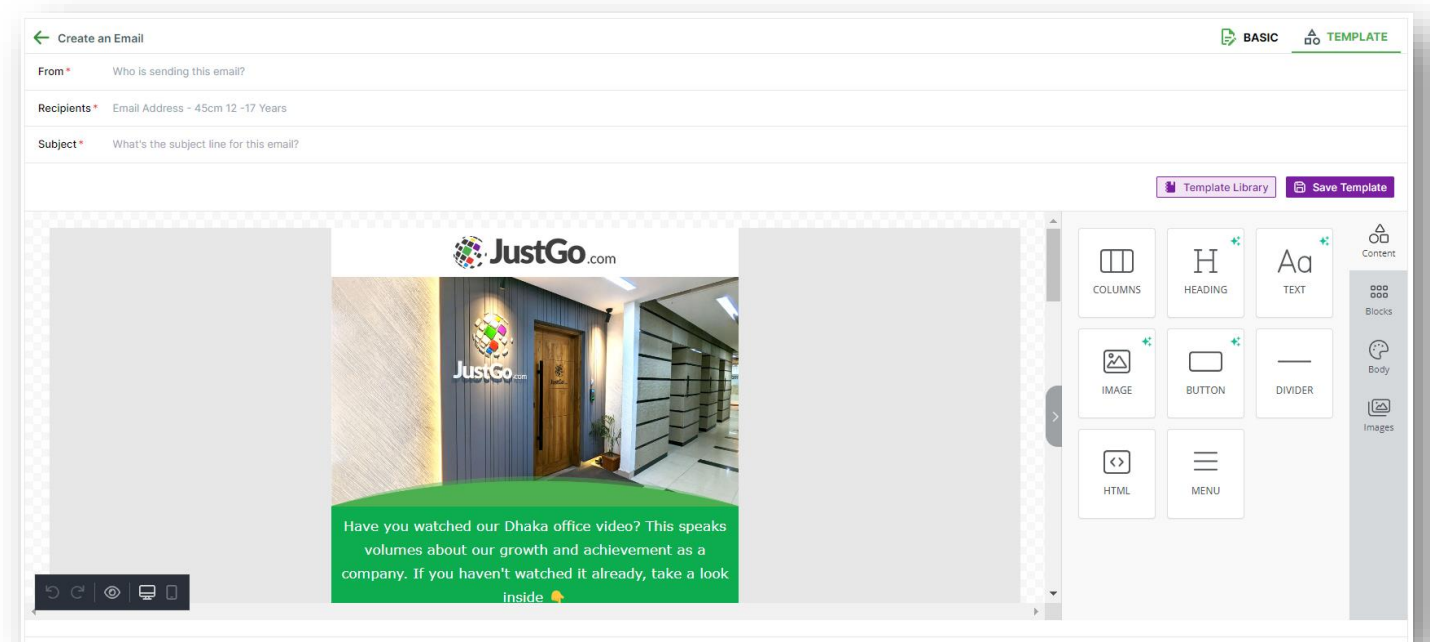 Create an Email
BASIC
TEMPLATE
From *
Who is sending this email?
Recipients *
Email Address - 45cm 12 -17 Years
Subject *
What's the subject line for this email?
Template Library
Save Template
JustGo.com
JustGo.com
Have you watched our Dhaka office video? This speaks
volumes about our growth and achievement as a
company. If you haven't watched it already, take a look
inside 👇
COLUMNS
HEADING
TEXT
IMAGE
BUTTON
DIVIDER
HTML
MENU
Content
Blocks
Body
Images